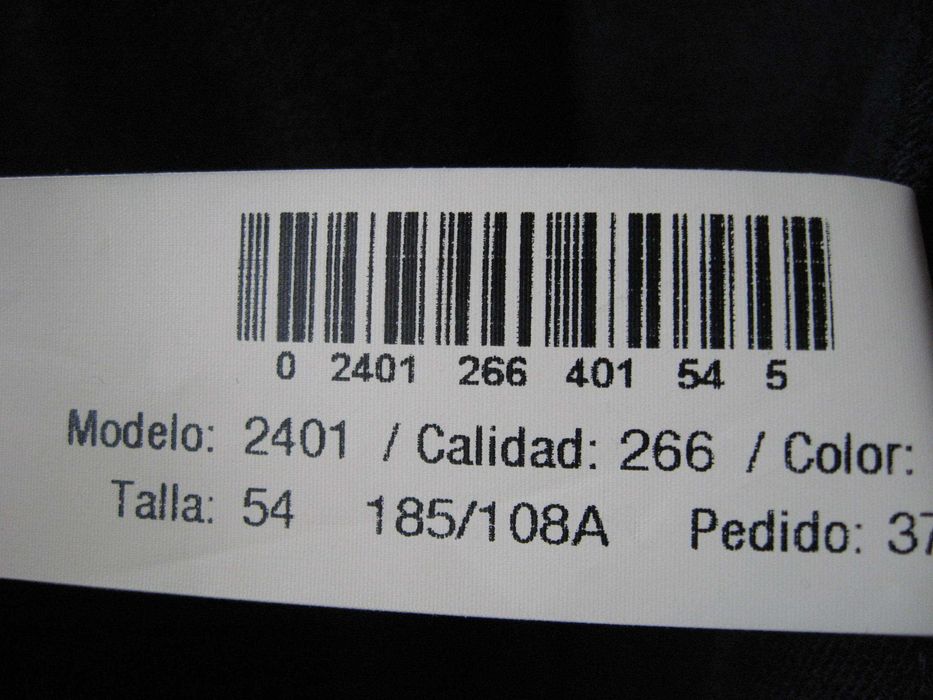 0 2401 266 401 54 5
Modelo: 2401 / Calidad: 266 / Color:
Talla: 54 185/108A Pedido: 37